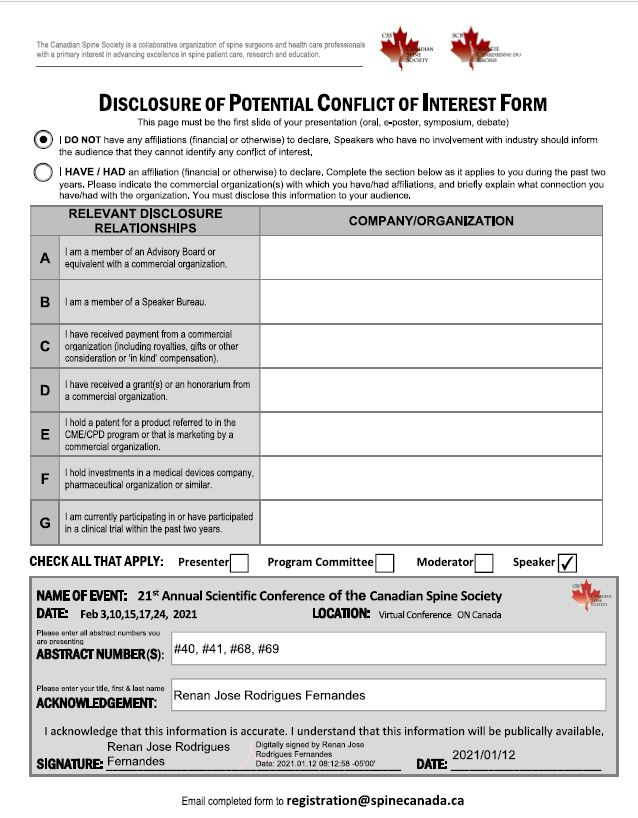 The Canadian Spine Society is a collaborative organization of spine surgeons and health care professionals
with a primary interest in advancing excellence in spine patient care, research and education.
CSS
CANADIAN
SPINE
SOCIETY
SCR
SOCIÉTÉ
CANADIENNE DU
RACHIS
DISCLOSURE OF POTENTIAL CONFLICT OF INTEREST FORM
This page must be the first slide of your presentation (oral, e-poster, symposium, debate)
I DO NOT have any affiliations (financial or otherwise) to declare, Speakers who have no involvement with industry should inform
the audience that they cannot identify any conflict of interest.
I HAVE / HAD an affiliation (financial or otherwise) to declare. Complete the section below as it applies to you during the past two
years. Please indicate the commercial organization(s) with which you have/had affiliations, and briefly explain what connection you
have/had with the organization. You must disclose this information to your audience.
RELEVANT DISCLOSURE
RELATIONSHIPS
COMPANY/ORGANIZATION
A
I am a member of an Advisory Board or
equivalent with a commercial organization.
B
I am a member of a Speaker Bureau.
C
I have received payment from a commercial
organization (including royalties, gifts or other
consideration or 'in kind' compensation).
D
I have received a grant(s) or an honorarium from
a commercial organization.
E
I hold a patent for a product referred to in the
CME/CPD program or that is marketing by a
commercial organization.
F
I hold investments in a medical devices company,
pharmaceutical organization or similar.
G
I am currently participating in or have participated
in a clinical trial within the past two years.
CHECK ALL THAT APPLY: Presenter Program Committee Moderator Speaker ✓
NAME OF EVENT: 21st Annual Scientific Conference of the Canadian Spine Society
DATE: Feb 3,10,15,17,24, 2021 LOCATION: Virtual Conference ON Canada
Please enter all abstract numbers you
are presenting
ABSTRACT NUMBER(S): #40, #41, #68, #69
Please enter your title, first & last name
ACKNOWLEDGEMENT: Renan Jose Rodrigues Fernandes
I acknowledge that this information is accurate. I understand that this information will be publically available,
SIGNATURE: Renan Jose Rodrigues
Fernandes
Digitally signed by Renan Jose
Rodrigues Fernandes
Date: 2021.01.12 08:12:58 -05'00'
DATE: 2021/01/12
Email completed form to registration@spinecanada.ca